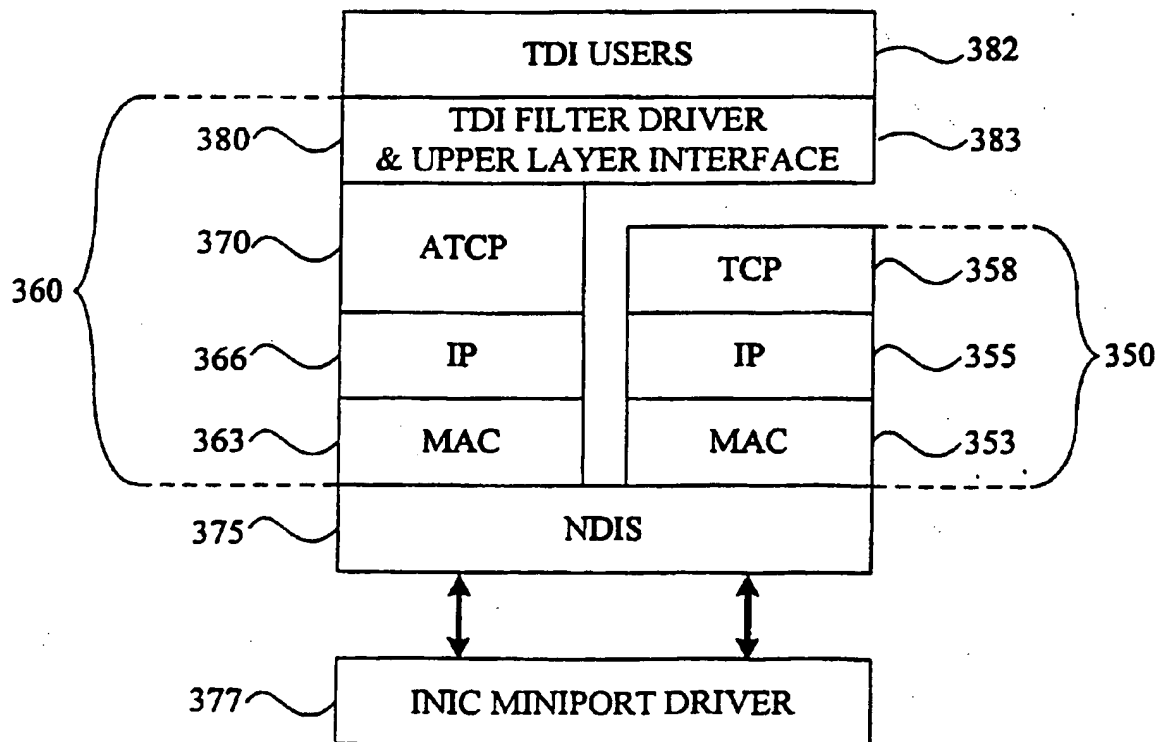 TDI USERS
382
380
TDI FILTER DRIVER
& UPPER LAYER INTERFACE
383
370
ATCP
TCP
358
360
366
IP
IP
355
350
363
MAC
MAC
353
375
NDIS
377
INIC MINIPORT DRIVER